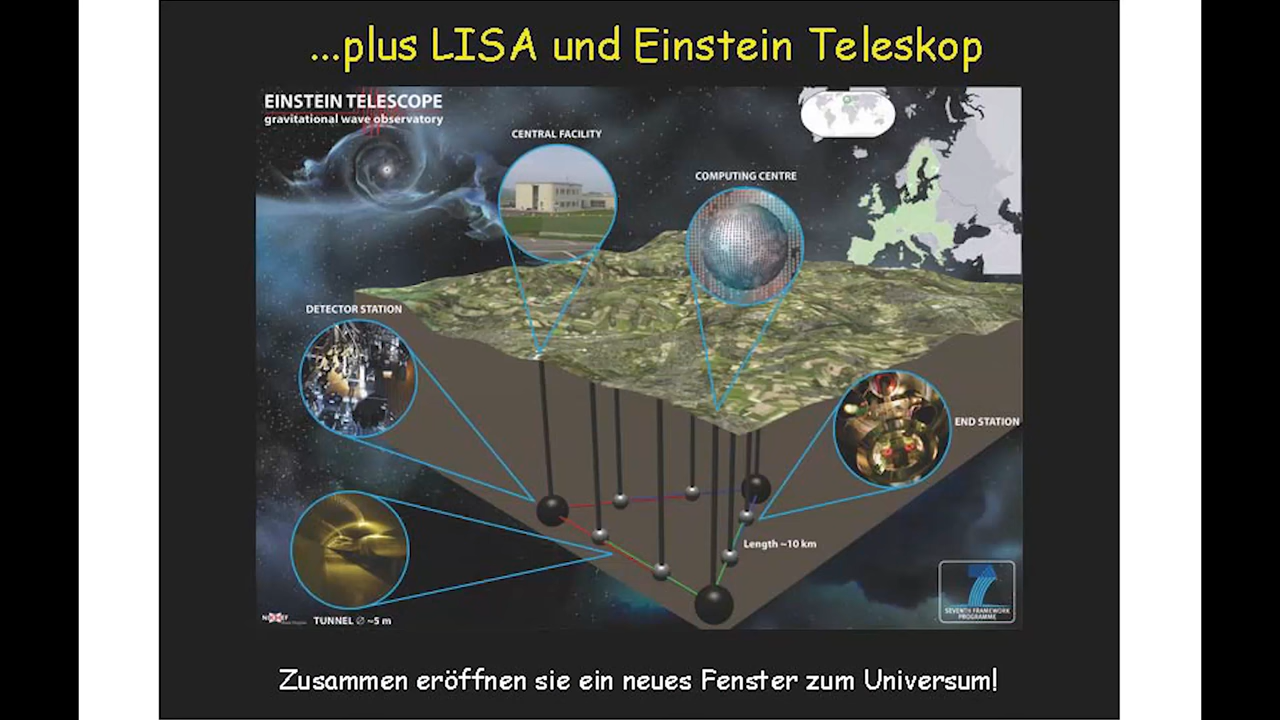 ...plus LISA und Einstein Teleskop
EINSTEIN TELESCOPE
gravitational wave observatory
CENTRAL FACILITY
COMPUTING CENTRE
DETECTOR STATION
END STATION
Length ~10 km
TUNNEL ∅ ~5 m
SEVENTH FRAMEWORK
PROGRAMME
Zusammen eröffnen sie ein neues Fenster zum Universum!